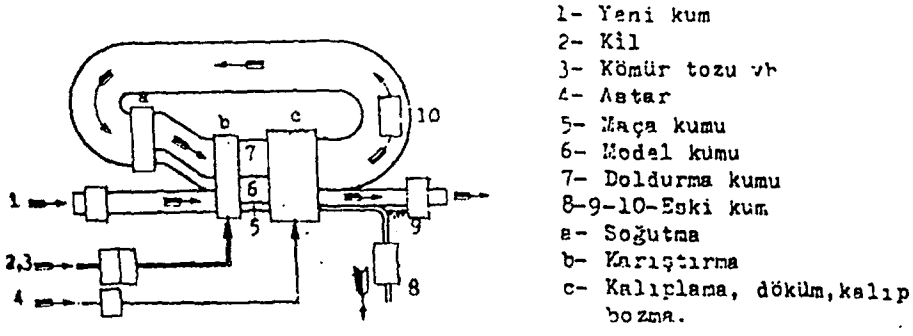 1- Yeni kum
2- Kil
3- Kömür tozu vb
4- Astar
5- Maça kumu
6- Model kumu
7- Doldurma kumu
8-9-10-Eski kum
a- Soğutma
b- Karıştırma
c- Kalıplama, döküm,kalıp
bozma.
a
b
c
10
7
6
5
1
9
2,3
8
4